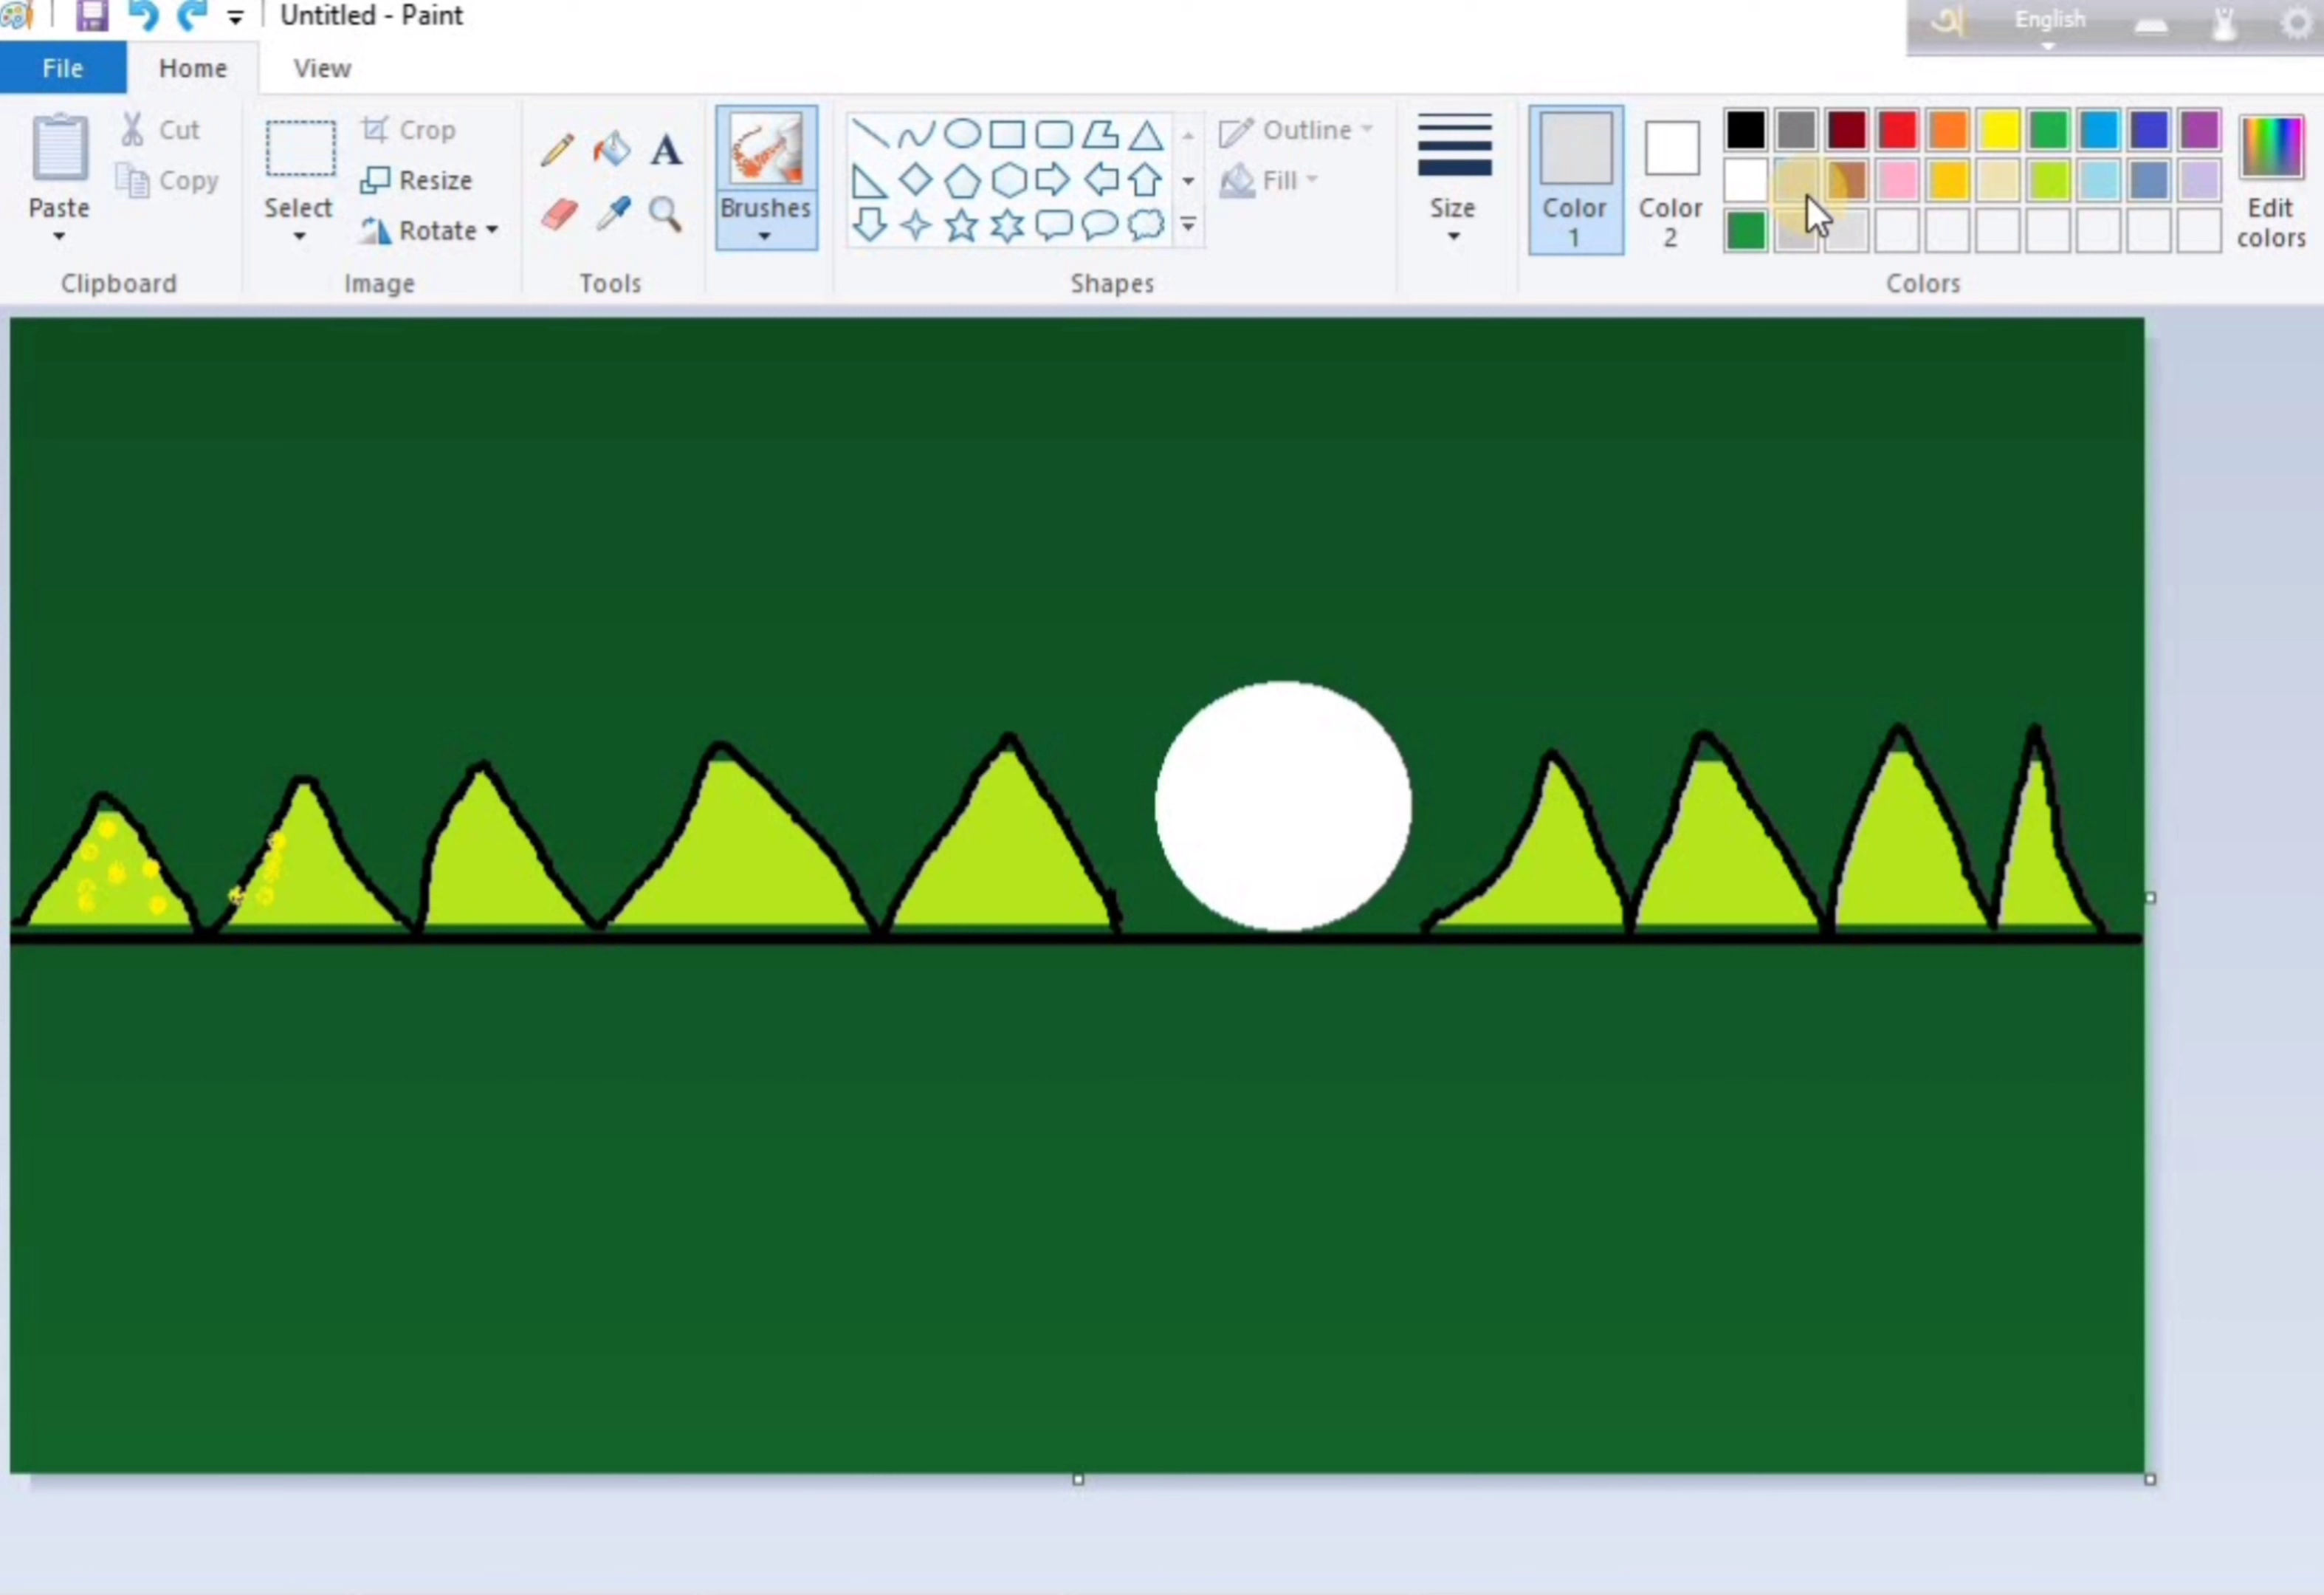 Untitled - Paint
অ English
File Home View
Paste Cut Copy
Select Crop Resize Rotate
A
Brushes
Outline
Fill
Size
Color 1
Color 2
Edit colors
Clipboard Image Tools Shapes Colors